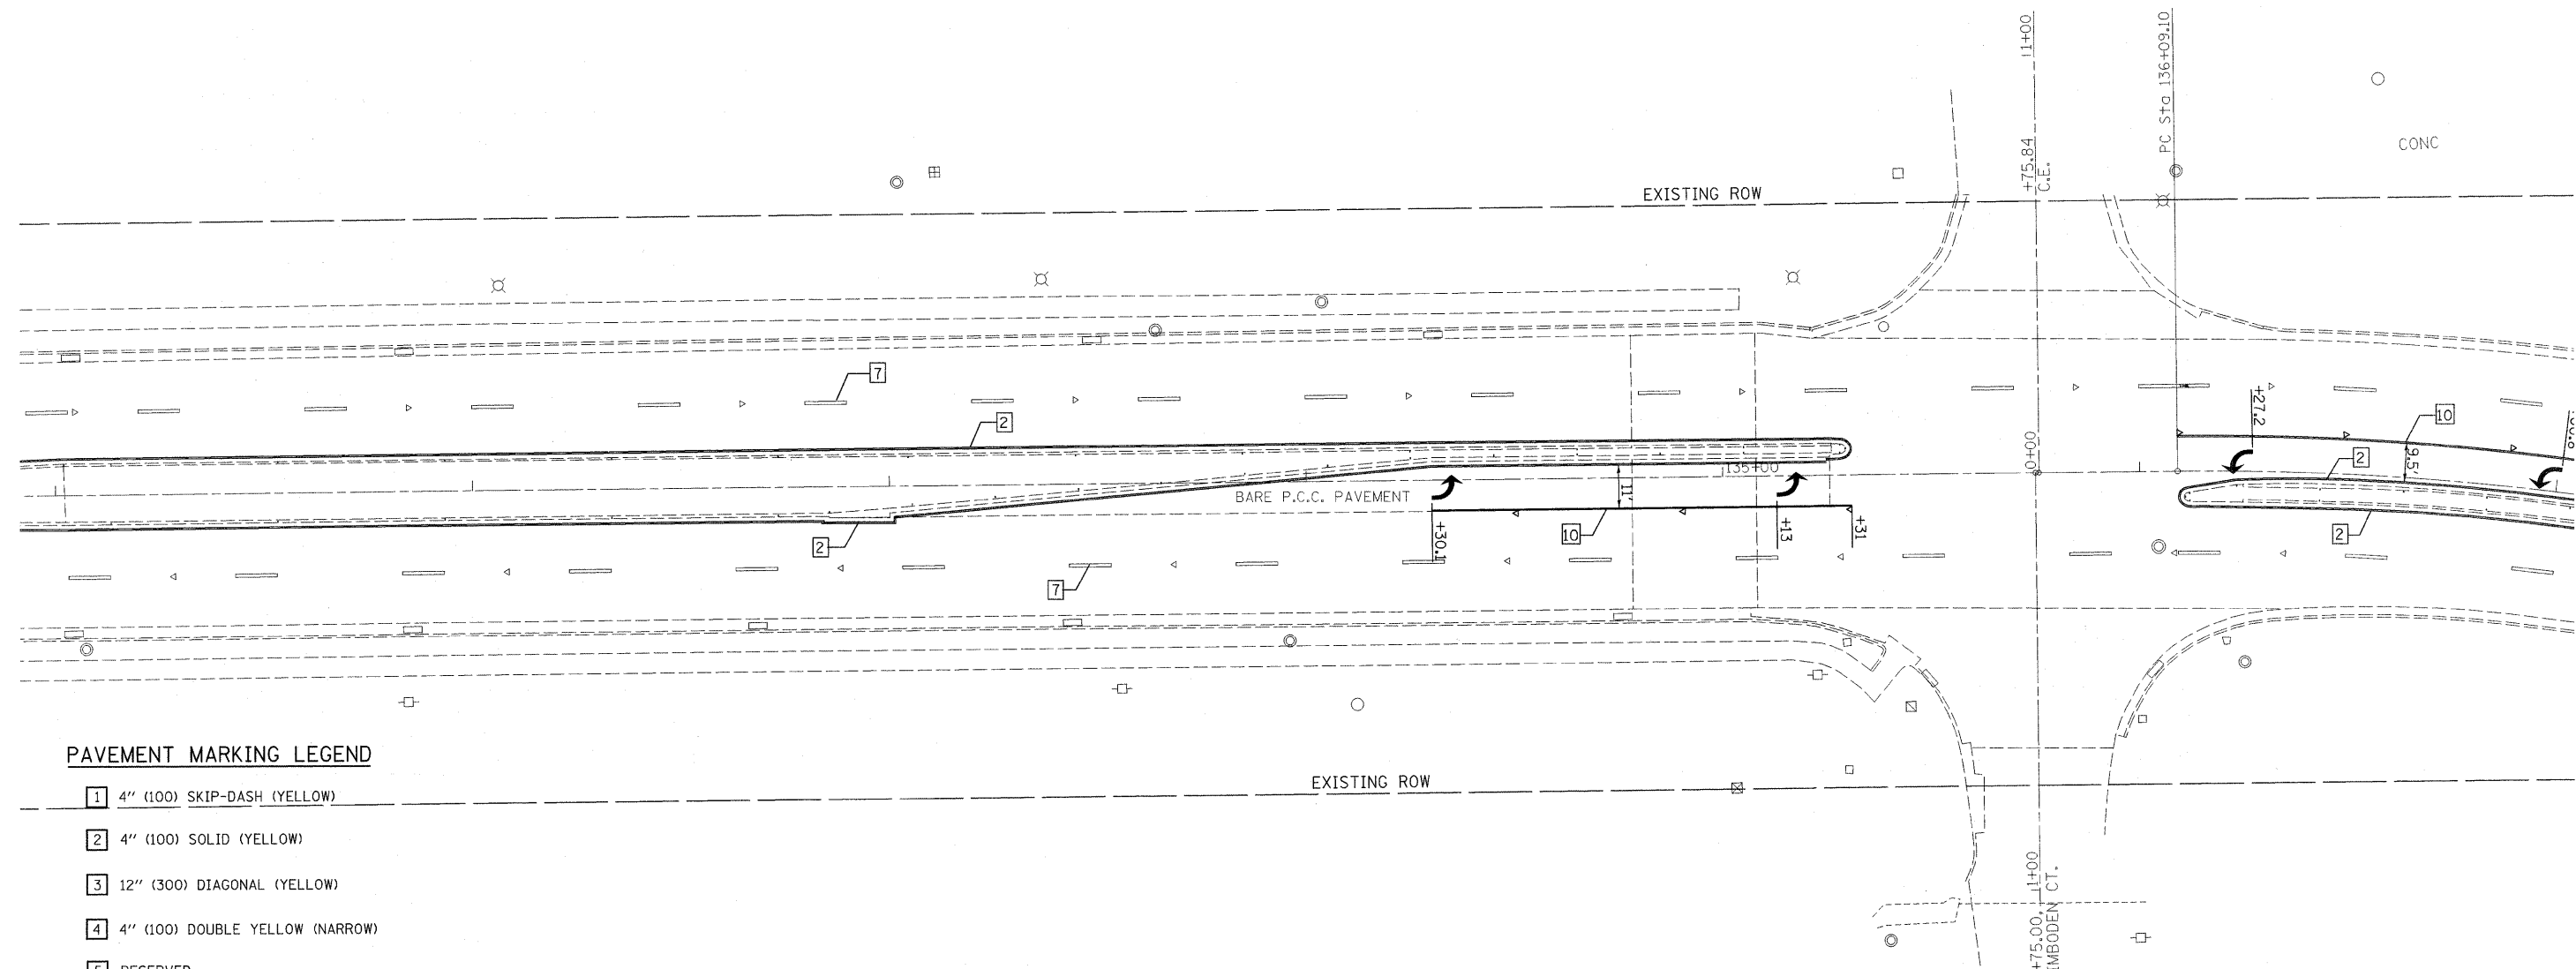 1+00
PC Sta 136+09.10
+75.84
C.E.
CONC
EXISTING ROW
7
2
+27.2
10
0+00
135+00
2
9.5'
BARE P.C.C. PAVEMENT
11'
+30.1
10
+13
+31
2
2
7
PAVEMENT MARKING LEGEND
EXISTING ROW
1 4" (100) SKIP-DASH (YELLOW)
2 4" (100) SOLID (YELLOW)
3 12" (300) DIAGONAL (YELLOW)
4 4" (100) DOUBLE YELLOW (NARROW)
1+00
+75.00,
IMBODEN CT.
5 RESERVED